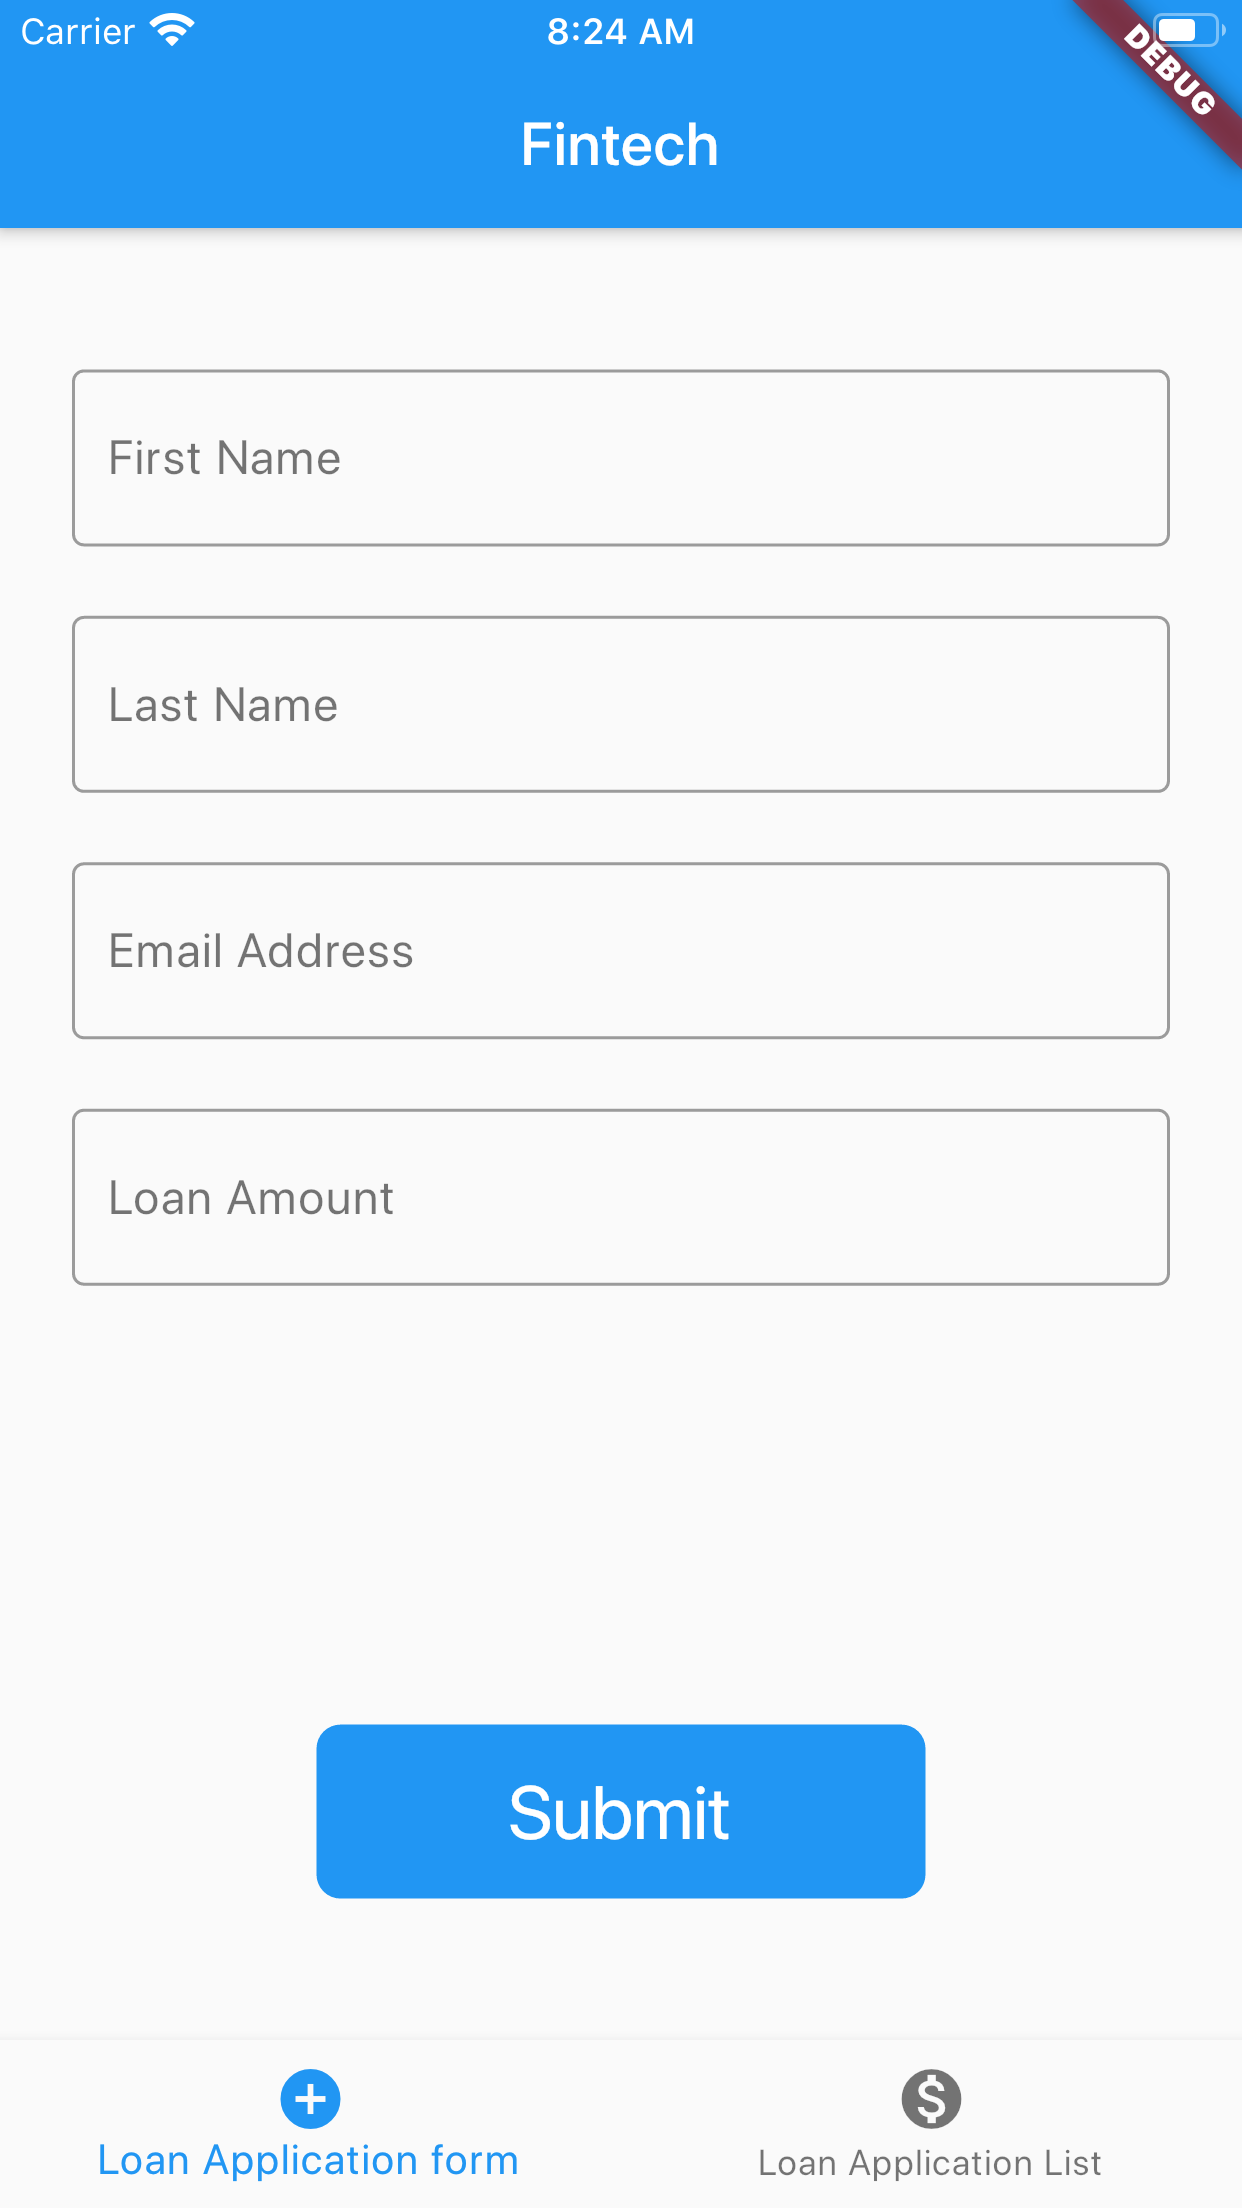 Carrier
8:24 AM
DEBUG
Fintech
First Name
Last Name
Email Address
Loan Amount
Submit
Loan Application form
Loan Application List